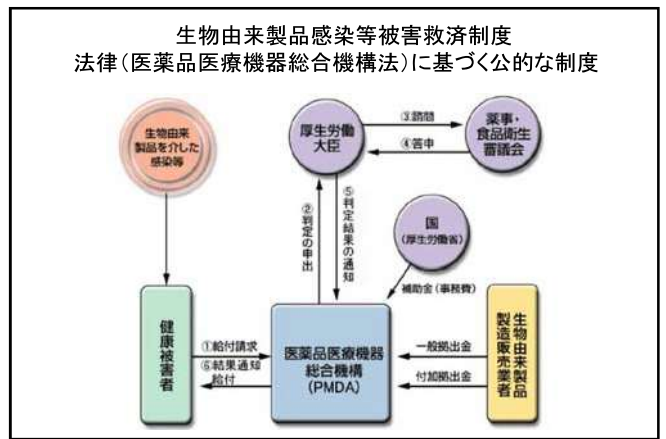 生物由来製品感染等被害救済制度
法律(医薬品医療機器総合機構法)に基づく公的な制度
生物由来
製品を介した
感染等
厚生労働
大臣
③諮問
④答申
薬事・
食品衛生
審議会
②判定の申出
⑤判定結果の通知
国
(厚生労働省)
補助金(事務費)
健康被害者
①給付請求
⑥結果通知
給付
医薬品医療機器
総合機構
(PMDA)
一般拠出金
付加拠出金
生物由来製品
製造販売業者